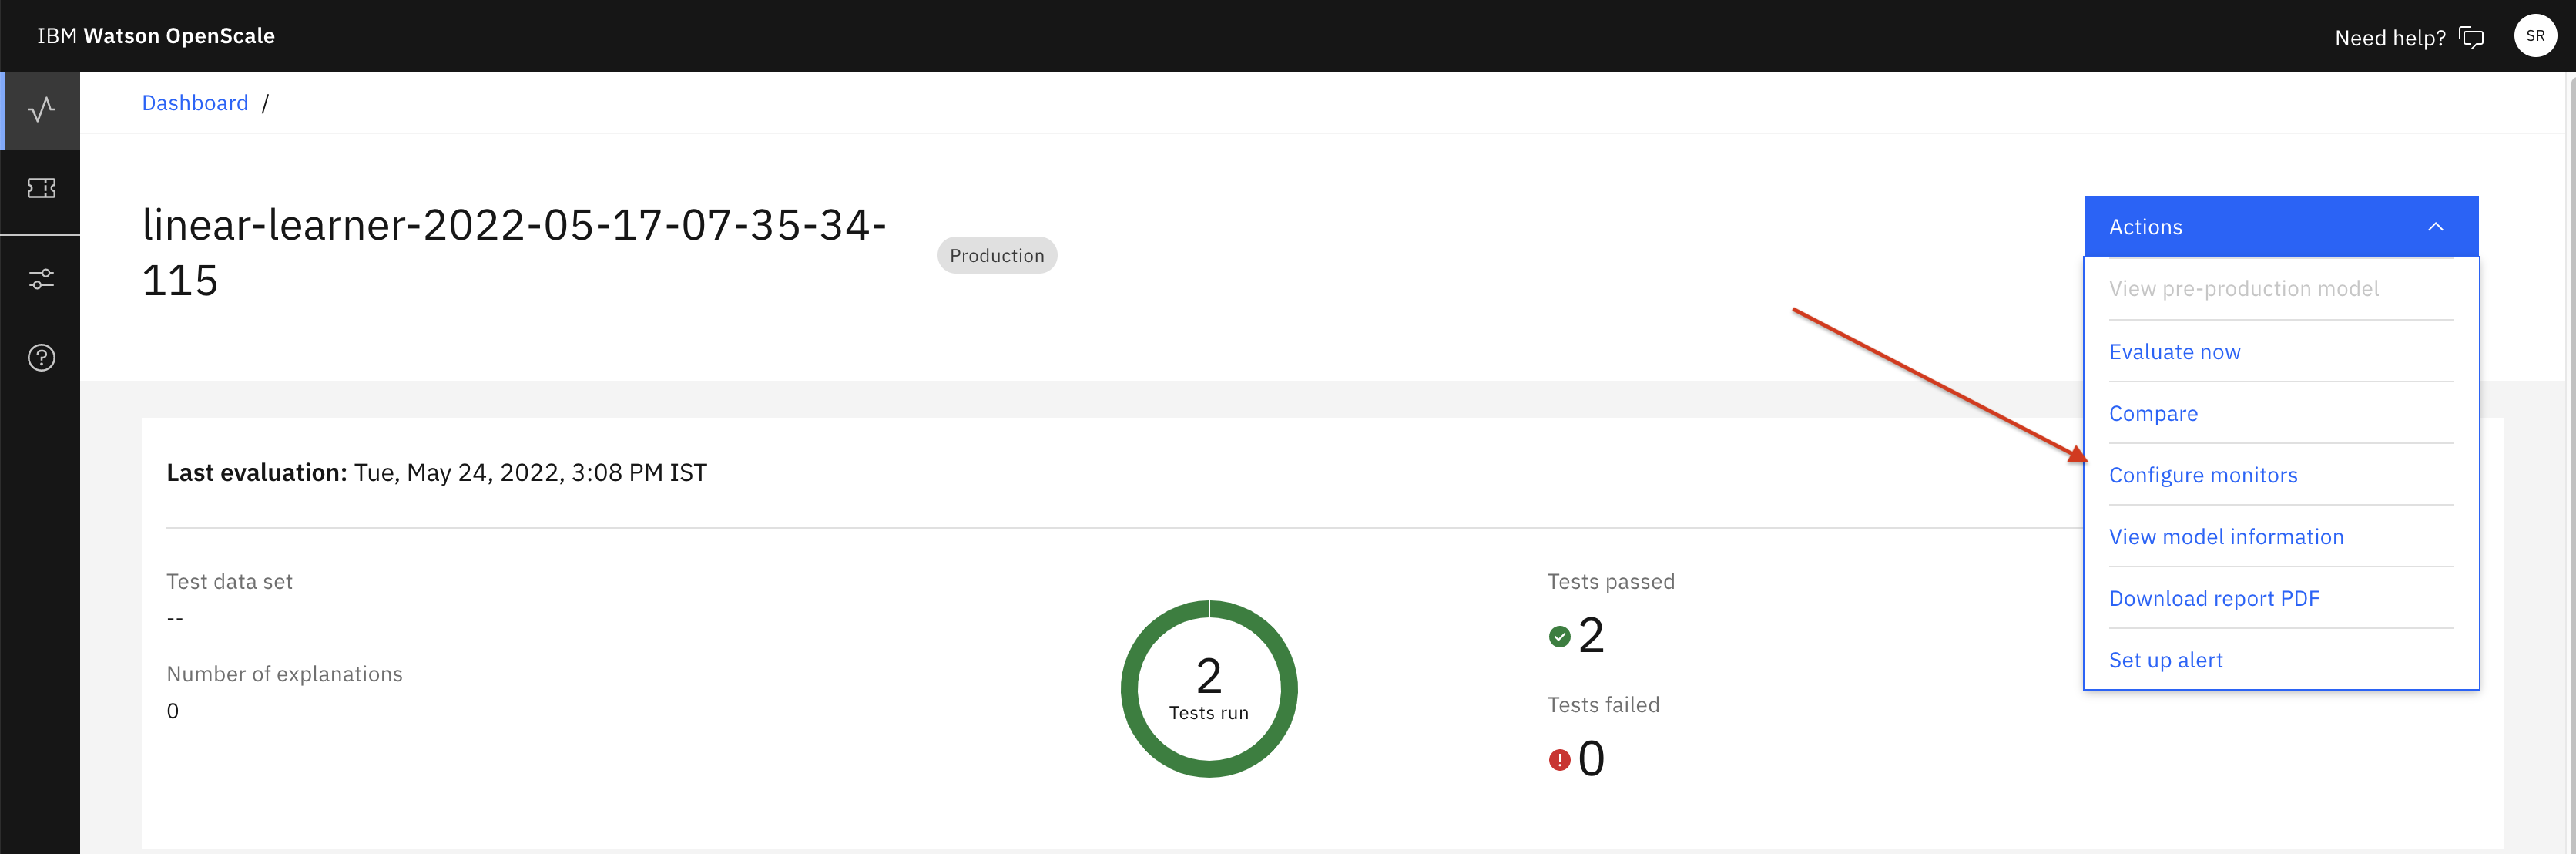 IBM Watson OpenScale
Need help?
SR
Dashboard /
linear-learner-2022-05-17-07-35-34-
115
Production
Actions
View pre-production model
Evaluate now
Compare
Configure monitors
View model information
Download report PDF
Set up alert
Last evaluation: Tue, May 24, 2022, 3:08 PM IST
Test data set
--
Number of explanations
0
2
Tests run
Tests passed
2
Tests failed
0